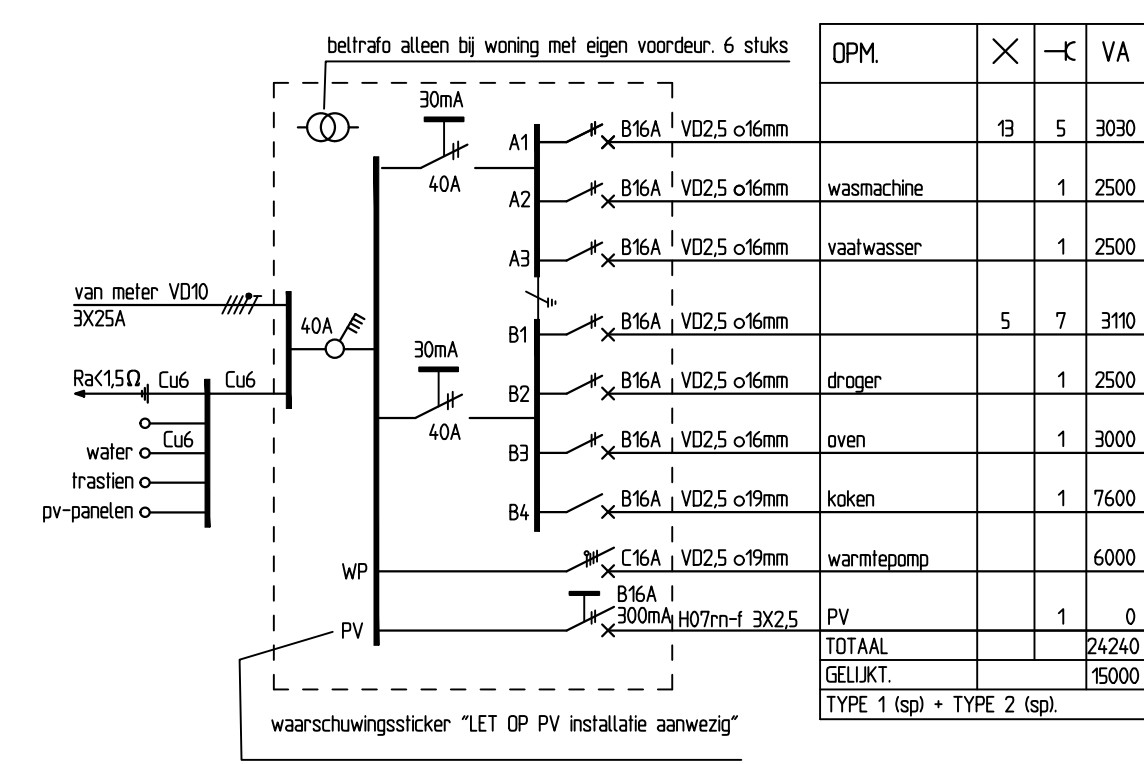 beltrafo alleen bij woning met eigen voordeur. 6 stuks
OPM. VA
30mA
40A
A1 B16A VD2,5 o16mm 13 5 3030
A2 B16A VD2,5 o16mm wasmachine 1 2500
A3 B16A VD2,5 o16mm vaatwasser 1 2500
van meter VD10
3X25A
40A
30mA
40A
B1 B16A VD2,5 o16mm 5 7 3110
Ra<1,5Ω Cu6 Cu6
B2 B16A VD2,5 o16mm droger 1 2500
Cu6
water
trastien
pv-panelen
B3 B16A VD2,5 o16mm oven 1 3000
B4 B16A VD2,5 o19mm koken 1 7600
WP C16A VD2,5 o19mm warmtepomp 6000
B16A
PV 300mA H07rn-f 3X2,5 PV 1 0
TOTAAL 24240
GELIJKT. 15000
TYPE 1 (sp) + TYPE 2 (sp).
waarschuwingssticker "LET OP PV installatie aanwezig"